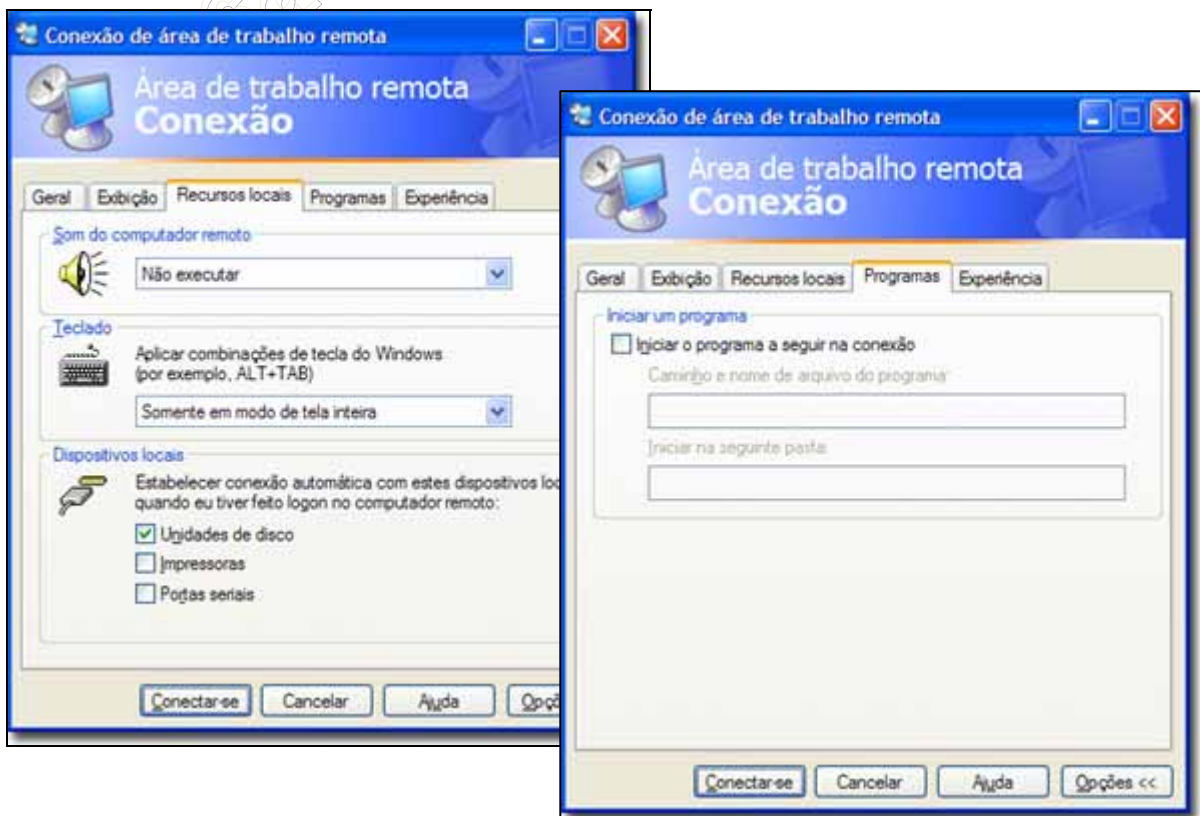 Conexão de área de trabalho remota
Área de trabalho remota
Conexão
Geral Exibição Recursos locais Programas Experiência
Som do computador remoto
Não executar
Teclado
Aplicar combinações de tecla do Windows
(por exemplo, ALT+TAB)
Somente em modo de tela inteira
Dispositivos locais
Estabelecer conexão automática com estes dispositivos loc
quando eu tiver feito logon no computador remoto:
Unidades de disco
Impressoras
Portas seriais
Conectar-se Cancelar Ajuda Opçõ
Conexão de área de trabalho remota
Área de trabalho remota
Conexão
Geral Exibição Recursos locais Programas Experiência
Iniciar um programa
Iniciar o programa a seguir na conexão
Caminho e nome de arquivo do programa:
Iniciar na seguinte pasta:
Conectar-se Cancelar Ajuda Opções <<